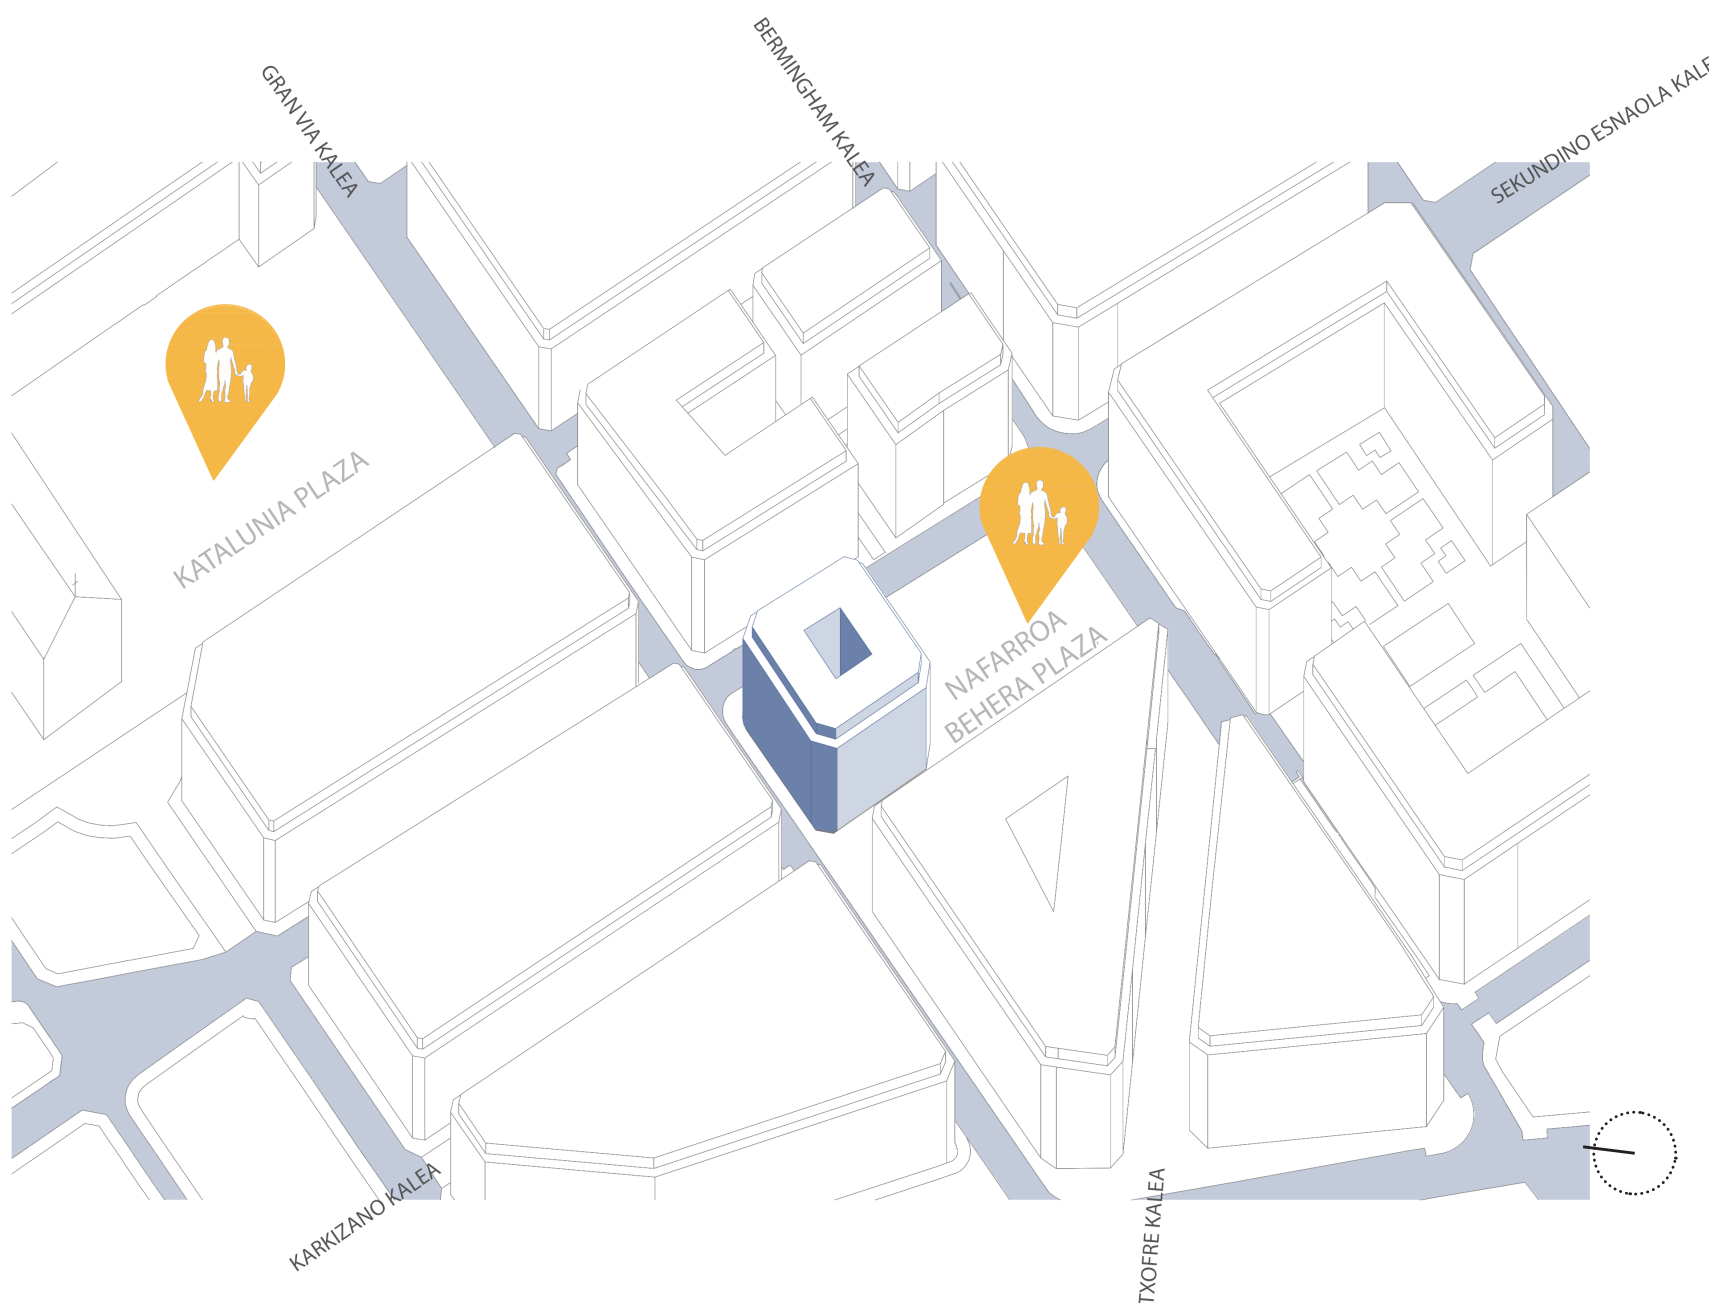 GRAN VIA KALEA
BERMINGHAM KALEA
SEKUNDINO ESNAOLA KALE
KATALUNIA PLAZA
NAFARROA
BEHERA PLAZA
KARKIZANO KALEA
TXOFRE KALEA